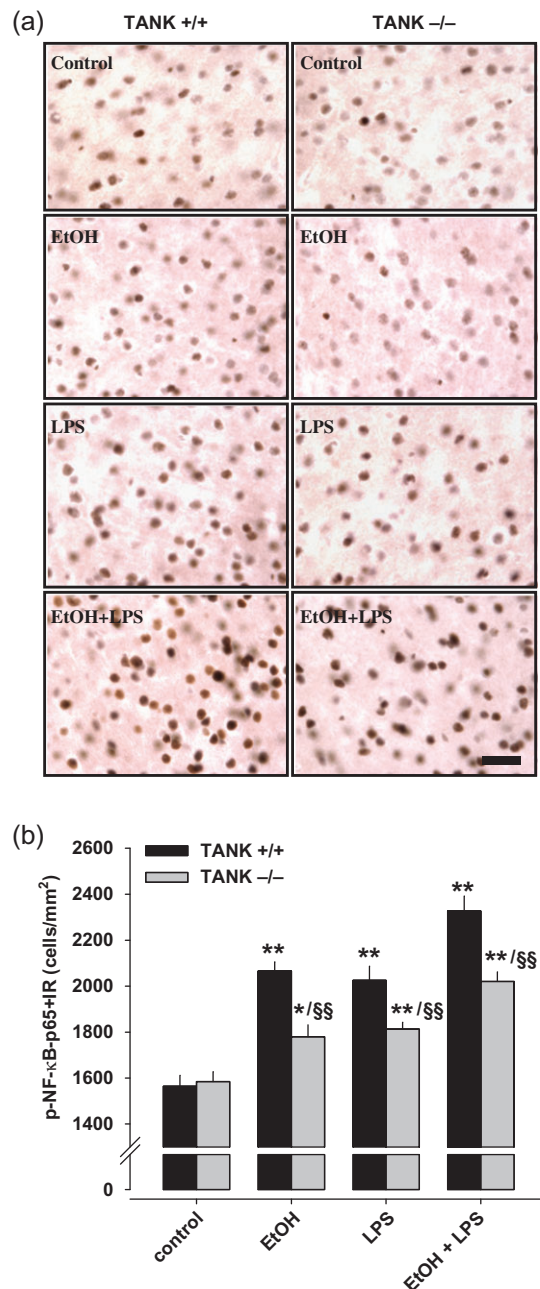 (a)
TANK +/+
TANK –/–
Control
Control
EtOH
EtOH
LPS
LPS
EtOH+LPS
EtOH+LPS
(b)
p-NF-κB-p65+IR (cells/mm²)
2600
2400
2200
2000
1800
1600
1400
0
TANK +/+
TANK –/–
**
*/§§
**
**/§§
**
**/§§
control
EtOH
LPS
EtOH + LPS